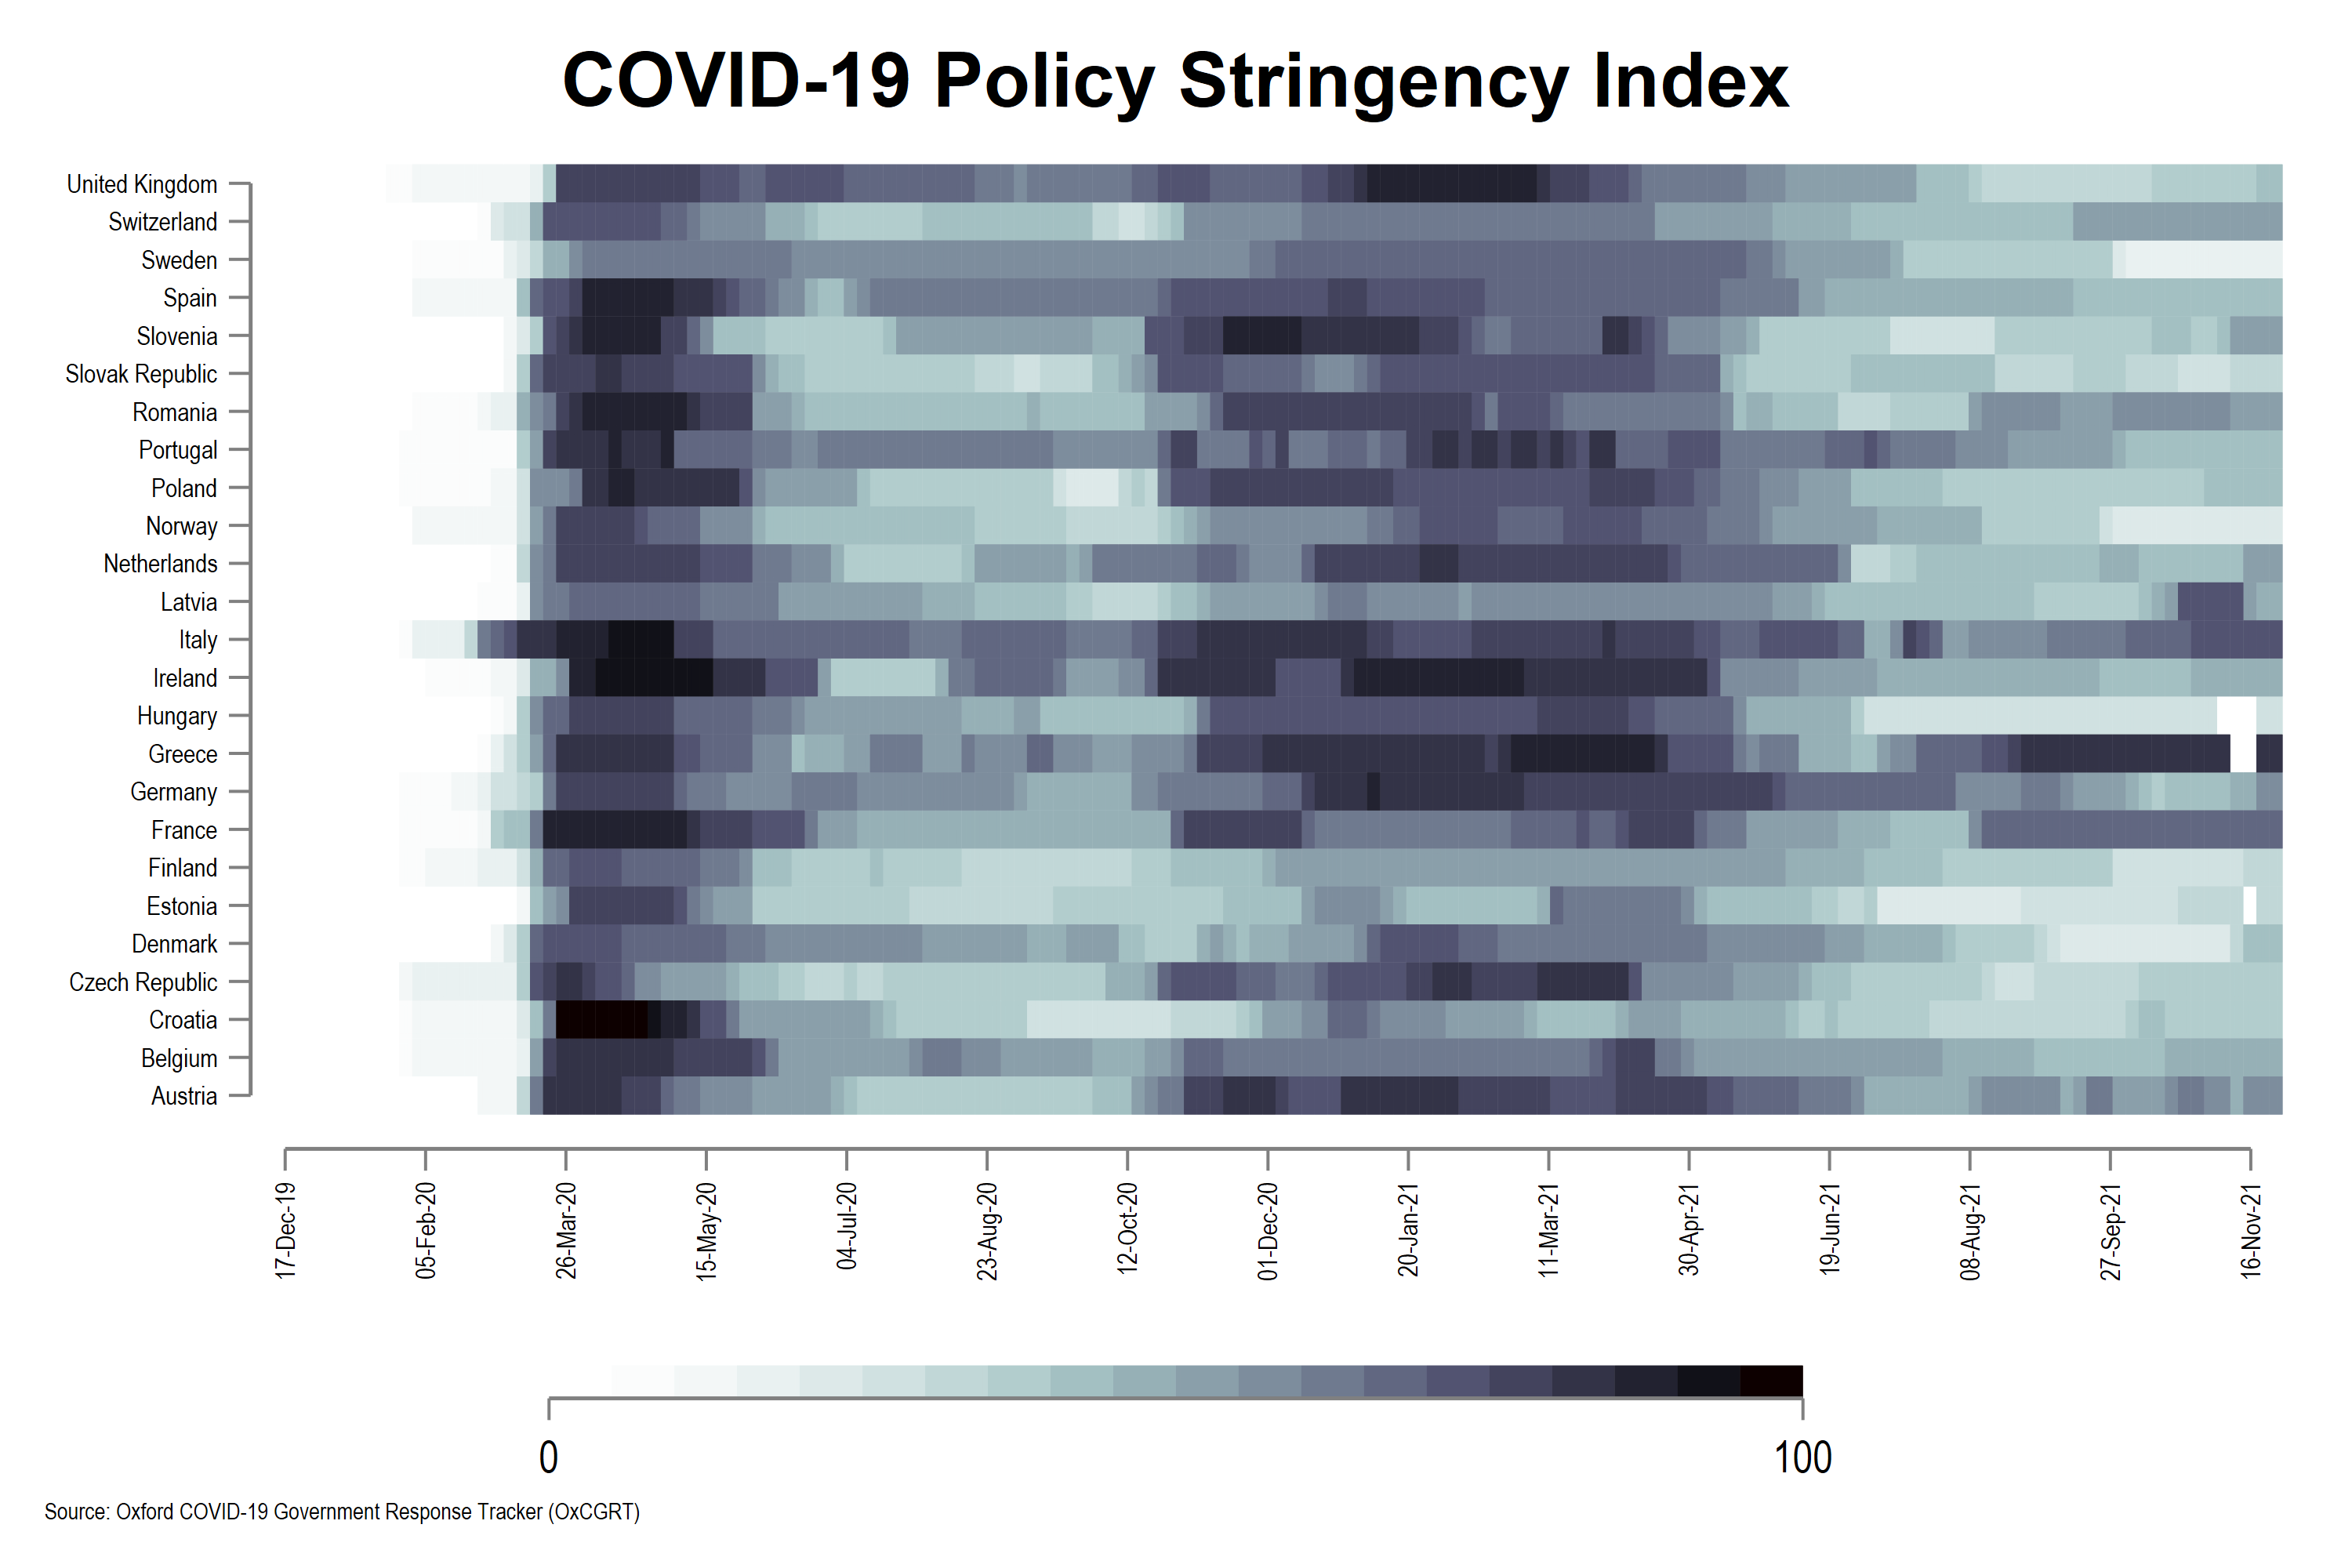 COVID-19 Policy Stringency Index
United Kingdom
Switzerland
Sweden
Spain
Slovenia
Slovak Republic
Romania
Portugal
Poland
Norway
Netherlands
Latvia
Italy
Ireland
Hungary
Greece
Germany
France
Finland
Estonia
Denmark
Czech Republic
Croatia
Belgium
Austria
17-Dec-19
05-Feb-20
26-Mar-20
15-May-20
04-Jul-20
23-Aug-20
12-Oct-20
01-Dec-20
20-Jan-21
11-Mar-21
30-Apr-21
19-Jun-21
08-Aug-21
27-Sep-21
16-Nov-21
0
100
Source: Oxford COVID-19 Government Response Tracker (OxCGRT)